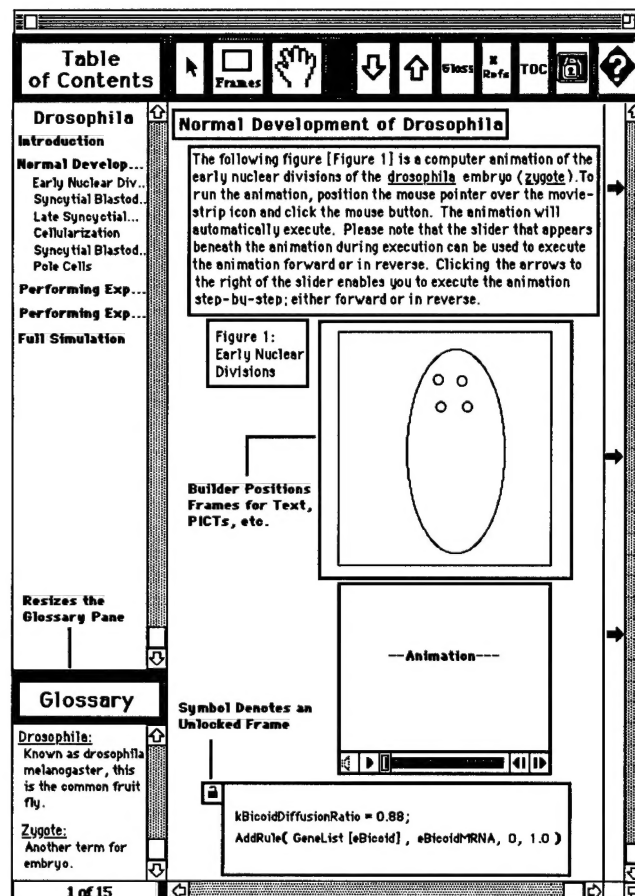 Table
of Contents
Frames
Gloss
X
Refs
TOC
?
Drosophila
Introduction
Normal Develop...
Early Nuclear Div..
Syncytial Blastod..
Late Syncyctial...
Cellularization
Syncytial Blastod..
Pole Cells
Performing Exp...
Performing Exp...
Full Simulation
Resizes the
Glossary Pane
Glossary
Drosophila:
Known as drosophila
melanogaster, this
is the common fruit
fly.
Zygote:
Another term for
embryo.
1 of 15
Normal Development of Drosophila
The following figure [Figure 1] is a computer animation of the
early nuclear divisions of the drosophila embryo (zygote).To
run the animation, position the mouse pointer over the movie-
strip icon and click the mouse button. The animation will
automatically execute. Please note that the slider that appears
beneath the animation during execution can be used to execute
the animation forward or in reverse. Clicking the arrows to
the right of the slider enables you to execute the animation
step-by-step; either forward or in reverse.
Figure 1:
Early Nuclear
Divisions
Builder Positions
Frames for Text,
PICTs, etc.
---Animation---
Symbol Denotes an
Unlocked Frame
kBicoidDiffusionRatio = 0.88;
AddRule( GeneList [eBicoid] , eBicoidMRNA, 0, 1.0 )